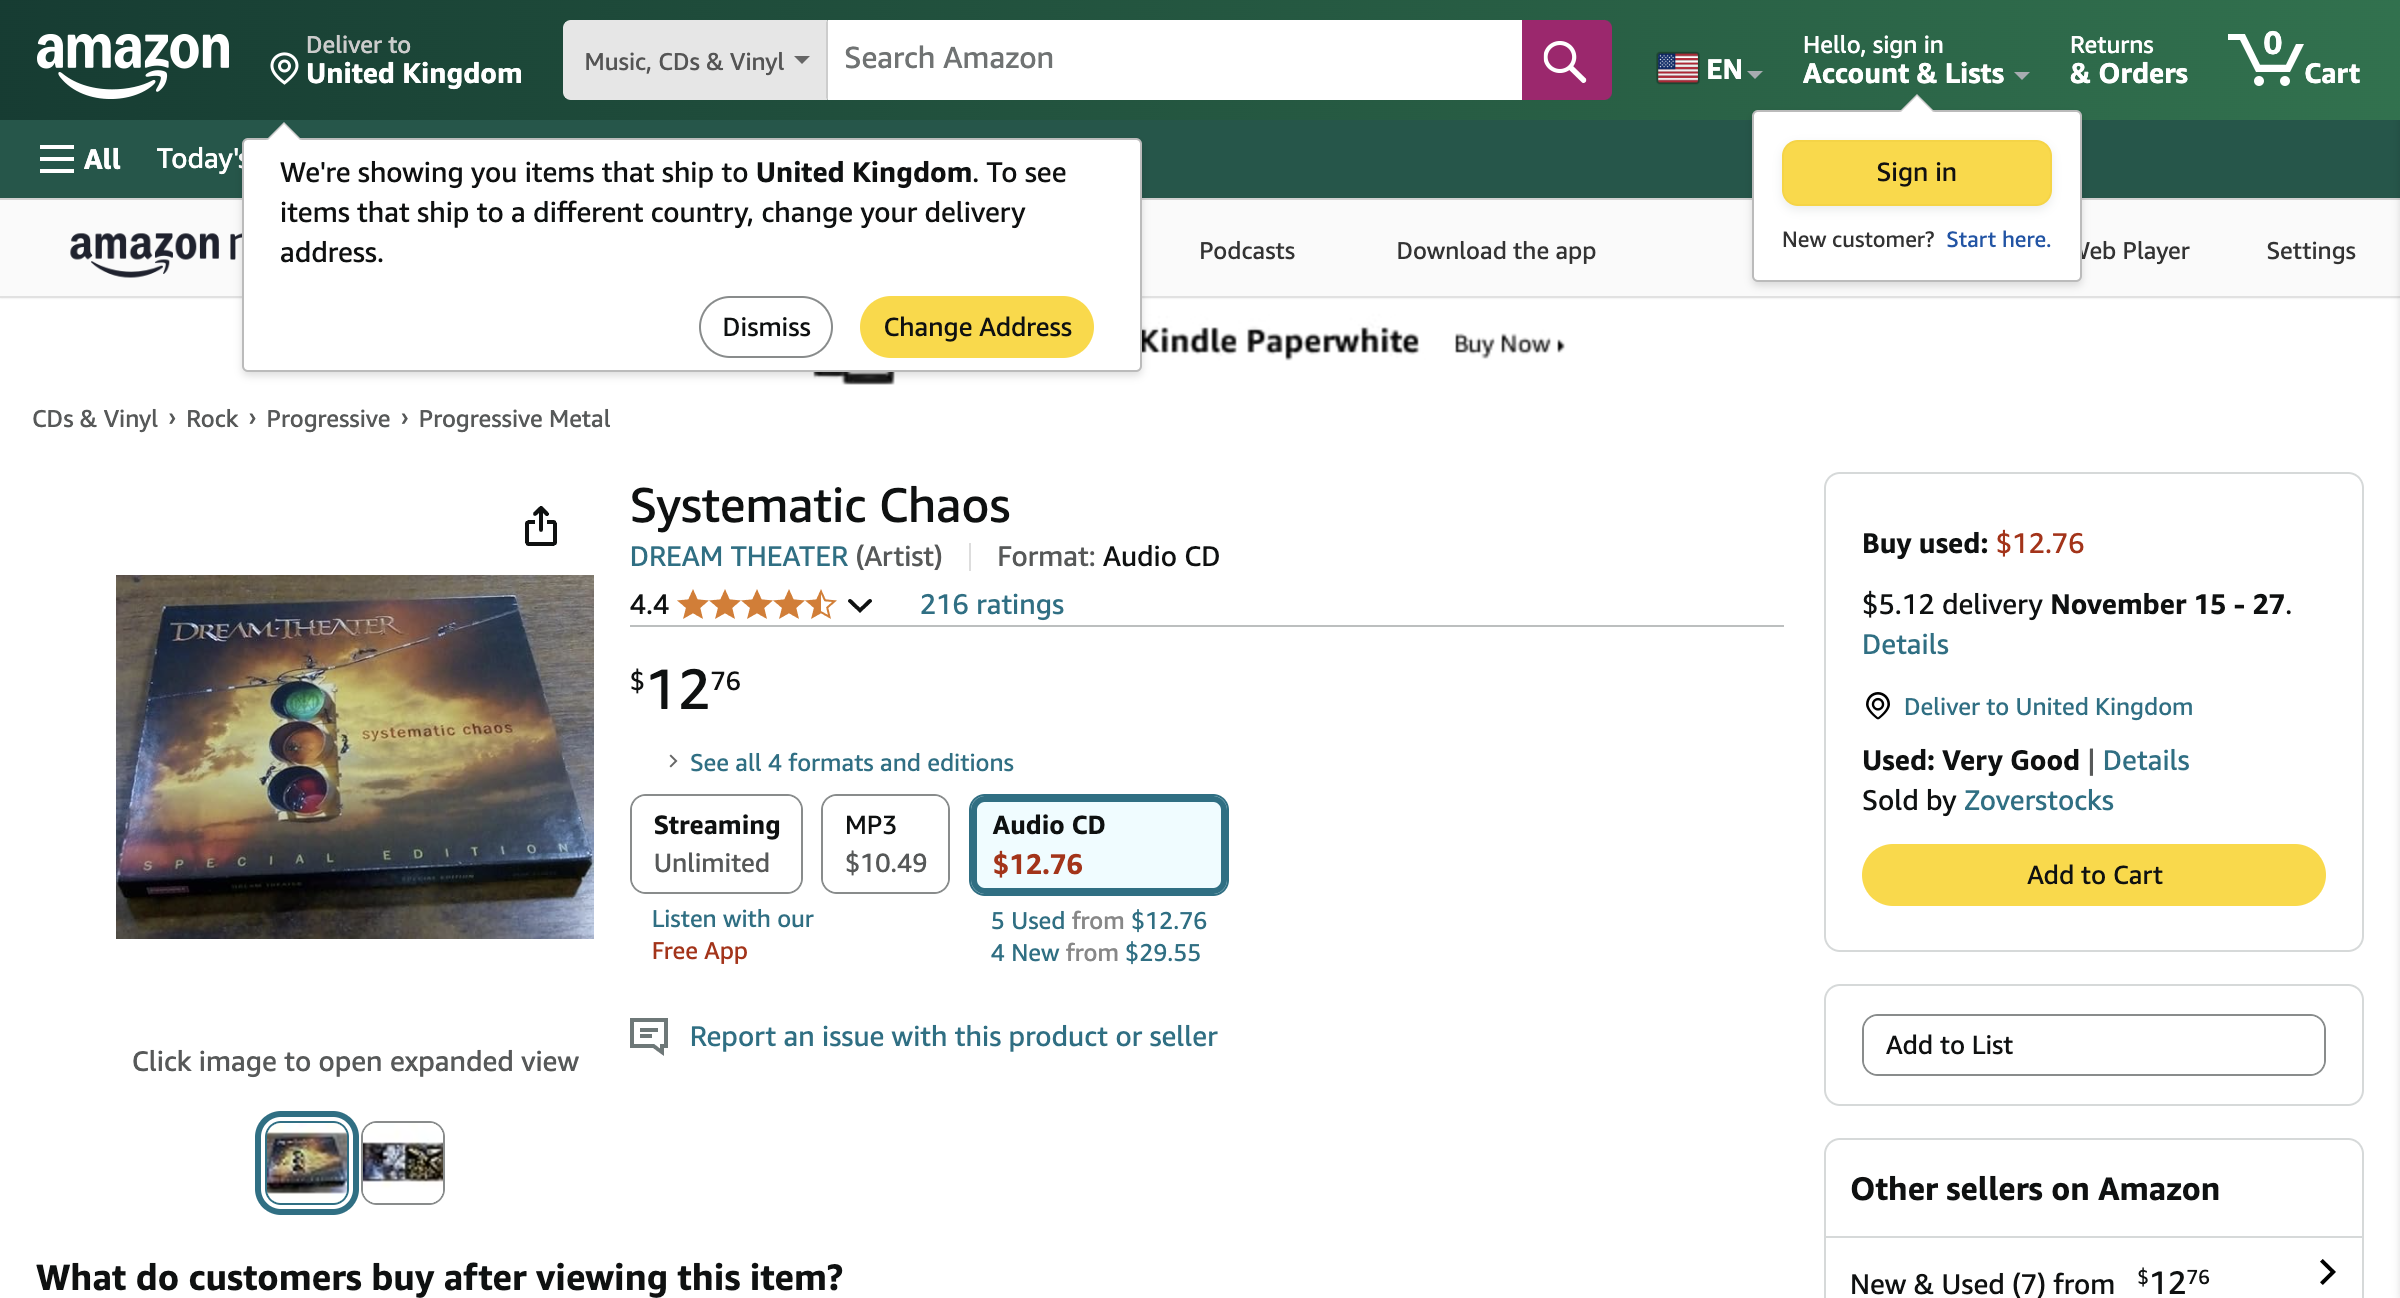 amazon
Deliver to
United Kingdom
Music, CDs & Vinyl
Search Amazon
EN
Hello, sign in
Account & Lists
Returns
& Orders
0
Cart
All
Today's
We're showing you items that ship to United Kingdom. To see
items that ship to a different country, change your delivery
address.
Dismiss
Change Address
Sign in
New customer? Start here.
amazon
Podcasts
Download the app
Web Player
Settings
Kindle Paperwhite
Buy Now
CDs & Vinyl › Rock › Progressive › Progressive Metal
Systematic Chaos
DREAM THEATER (Artist)
Format: Audio CD
4.4
216 ratings
$12.76
See all 4 formats and editions
Streaming
Unlimited
MP3
$10.49
Audio CD
$12.76
Listen with our
Free App
5 Used from $12.76
4 New from $29.55
Report an issue with this product or seller
DREAM THEATER
systematic chaos
SPECIAL EDITION
DREAM THEATER
SPECIAL EDITION
Click image to open expanded view
What do customers buy after viewing this item?
Buy used: $12.76
$5.12 delivery November 15 - 27.
Details
Deliver to United Kingdom
Used: Very Good | Details
Sold by Zoverstocks
Add to Cart
Add to List
Other sellers on Amazon
New & Used (7) from $12.76